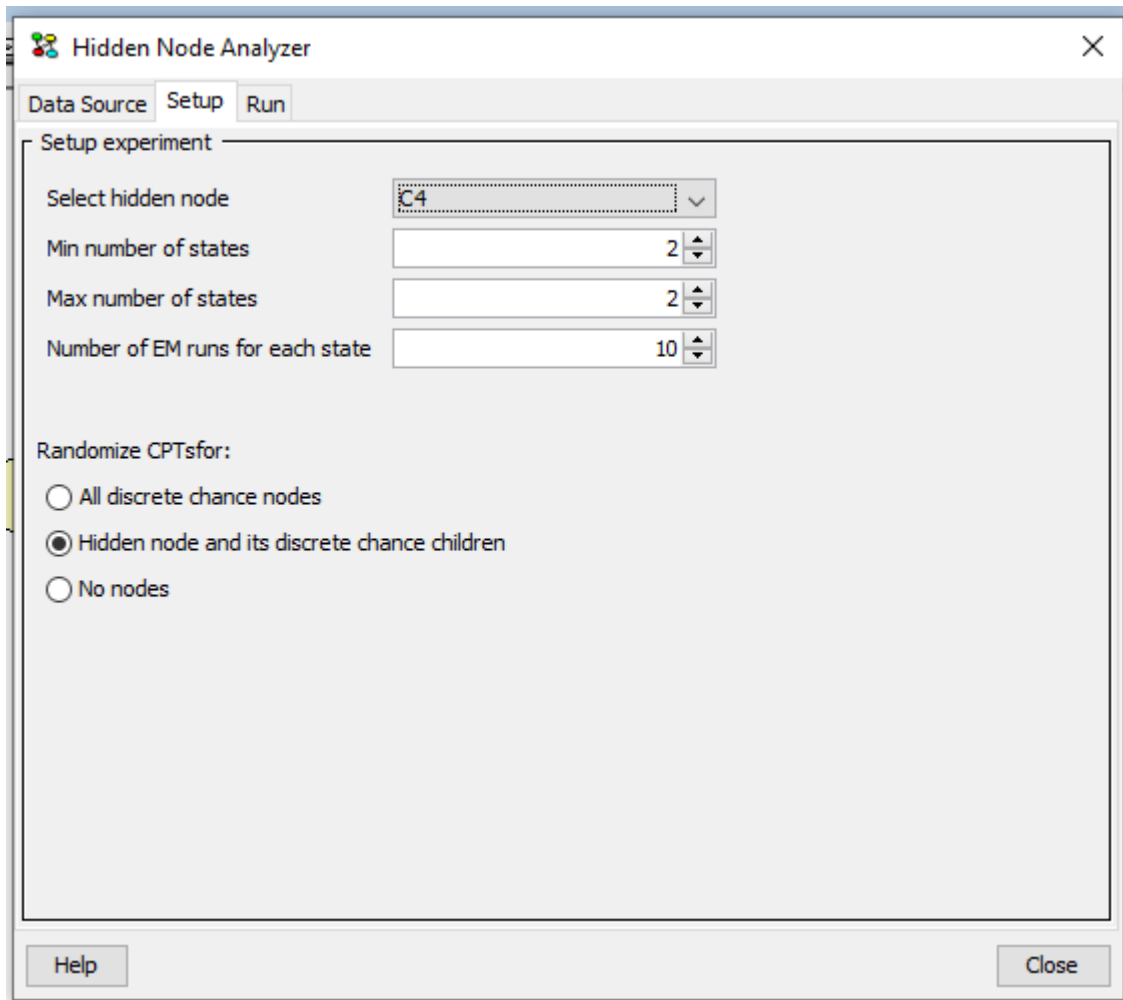 Hidden Node Analyzer
Data Source Setup Run
Setup experiment
Select hidden node C4
Min number of states 2
Max number of states 2
Number of EM runs for each state 10
Randomize CPTsfor:
All discrete chance nodes
Hidden node and its discrete chance children
No nodes
Help Close